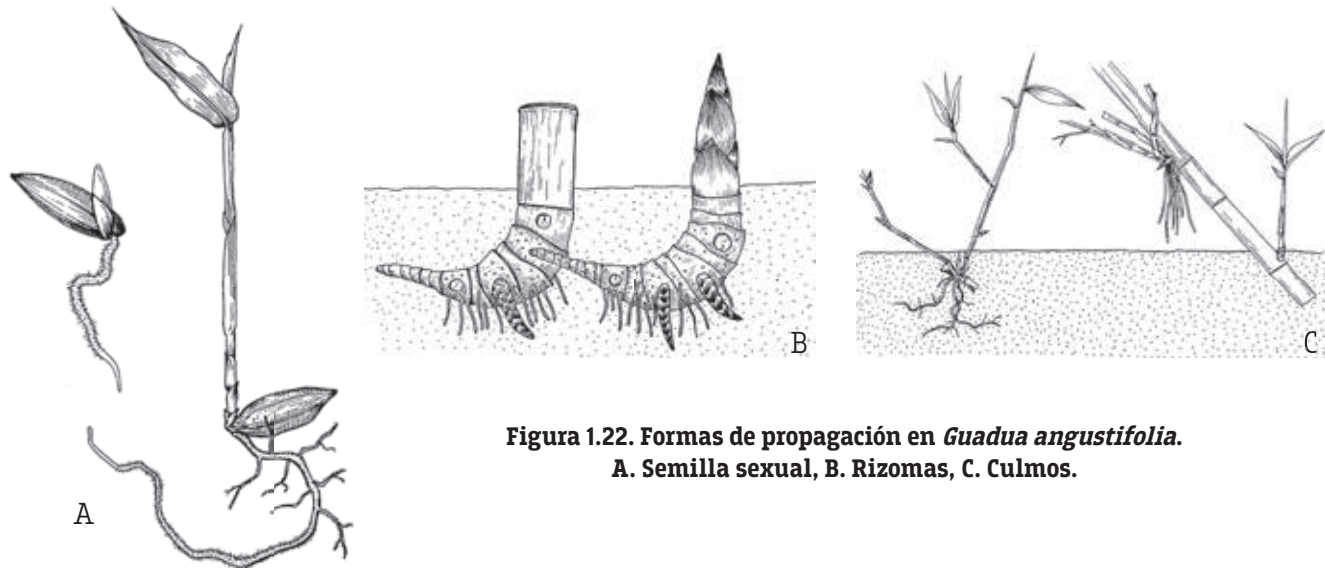 A
B
C
Figura 1.22. Formas de propagación en Guadua angustifolia.
A. Semilla sexual, B. Rizomas, C. Culmos.